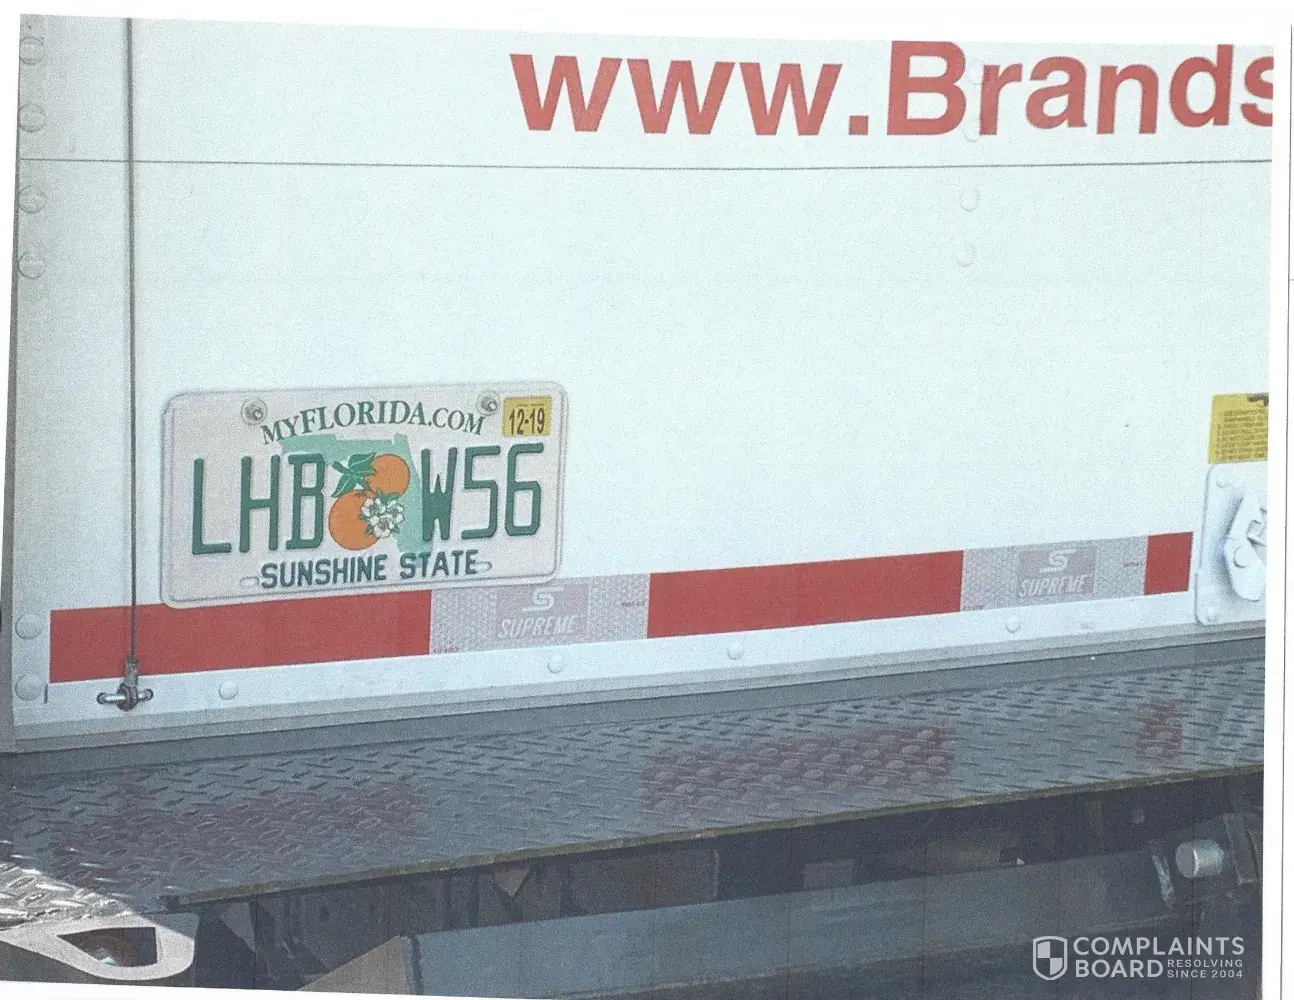 www.Brands
MYFLORIDA.COM
12-19
LHB W56
SUNSHINE STATE
SUPREME
SUPREME
COMPLAINTS
BOARD RESOLVING
SINCE 2004